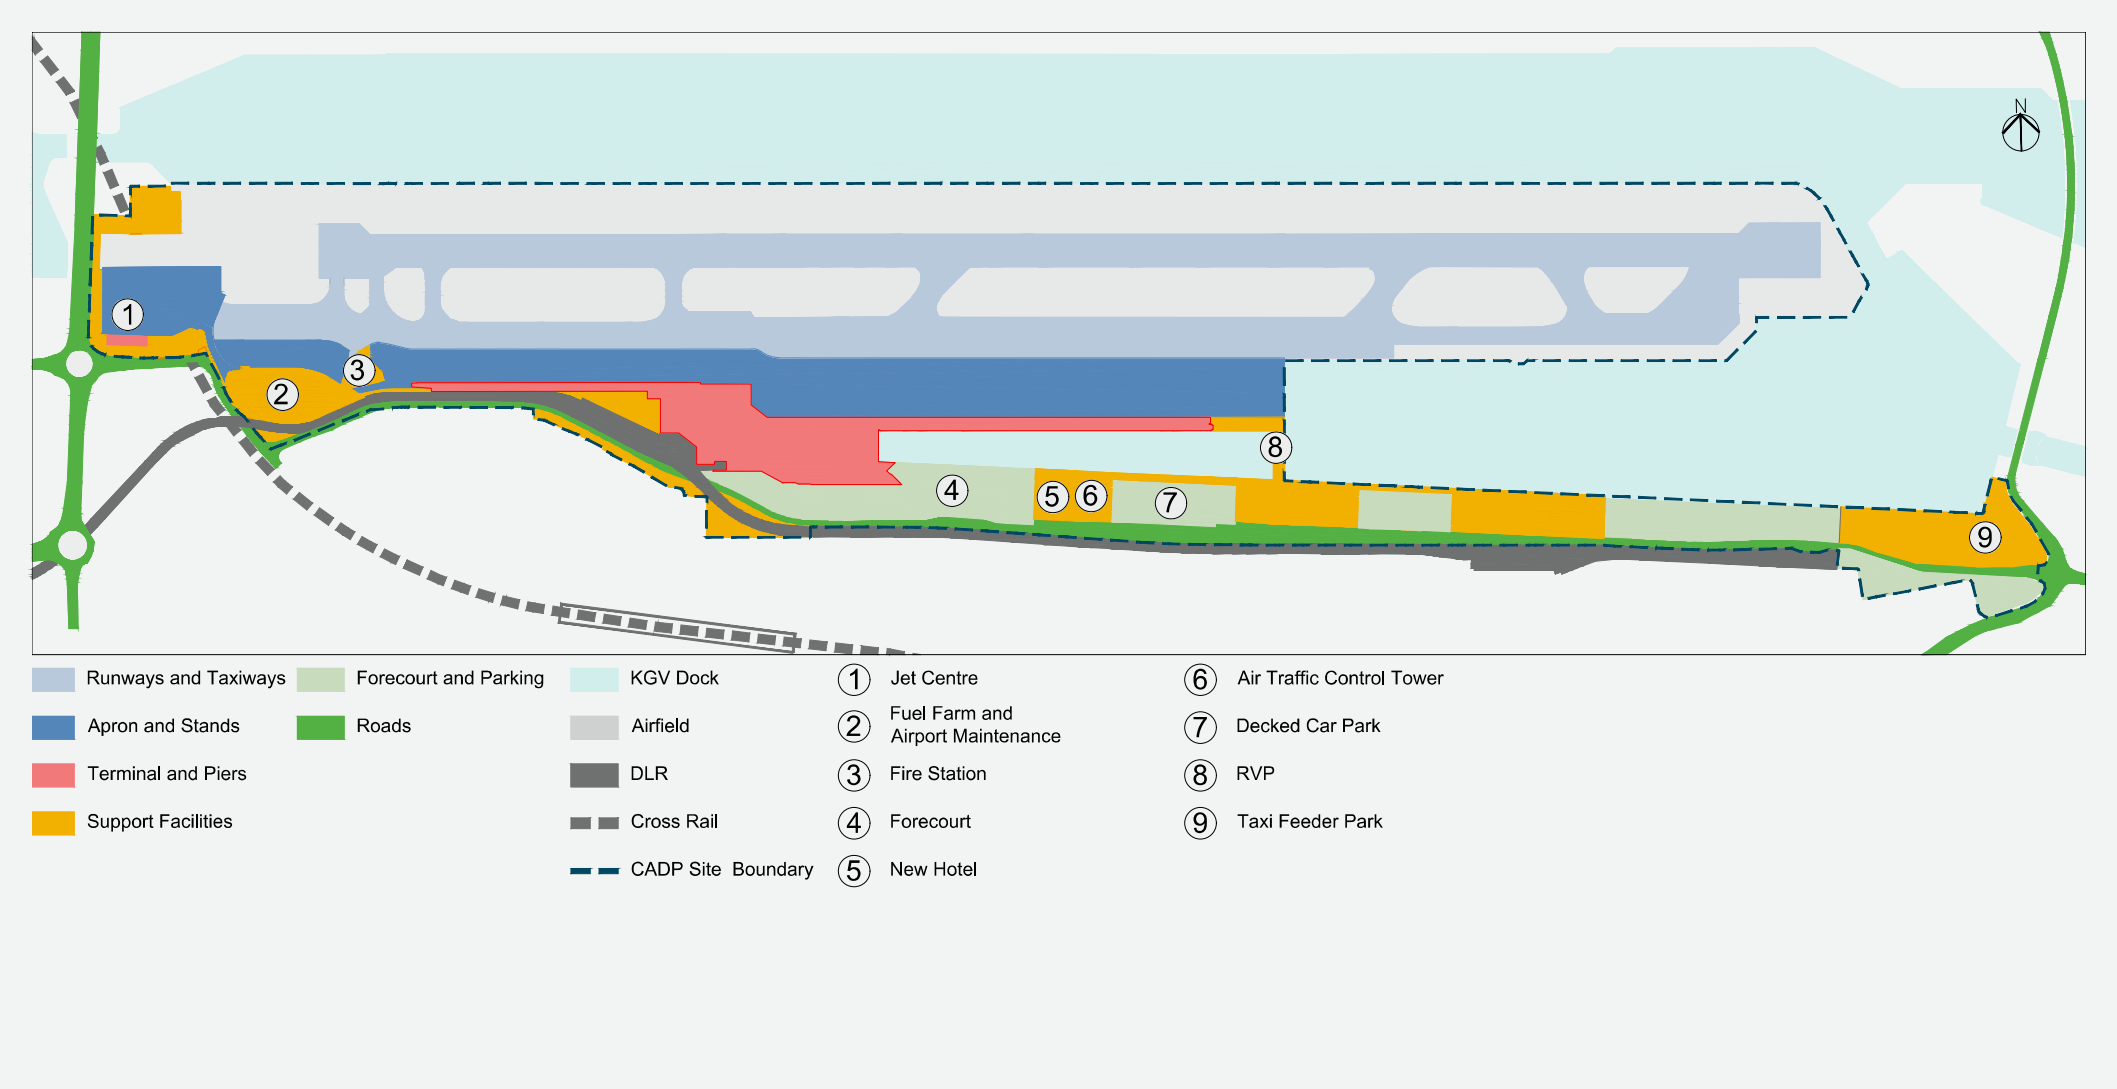 N
1
3
2
8
4
5
6
7
9
Runways and Taxiways
Apron and Stands
Terminal and Piers
Support Facilities
Forecourt and Parking
Roads
KGV Dock
Airfield
DLR
Cross Rail
CADP Site Boundary
1 Jet Centre
2 Fuel Farm and
Airport Maintenance
3 Fire Station
4 Forecourt
5 New Hotel
6 Air Traffic Control Tower
7 Decked Car Park
8 RVP
9 Taxi Feeder Park